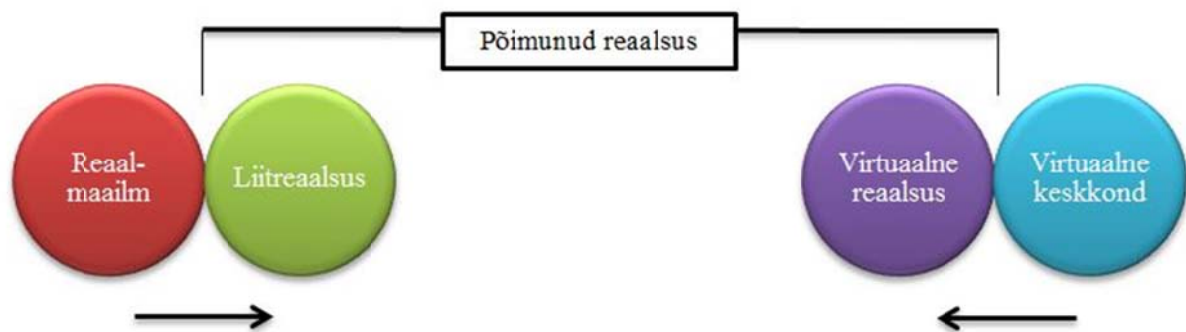 Põimunud reaalsus
Reaal-
maailm
Liitreaalsus
Virtuaalne
reaalsus
Virtuaalne
keskkond